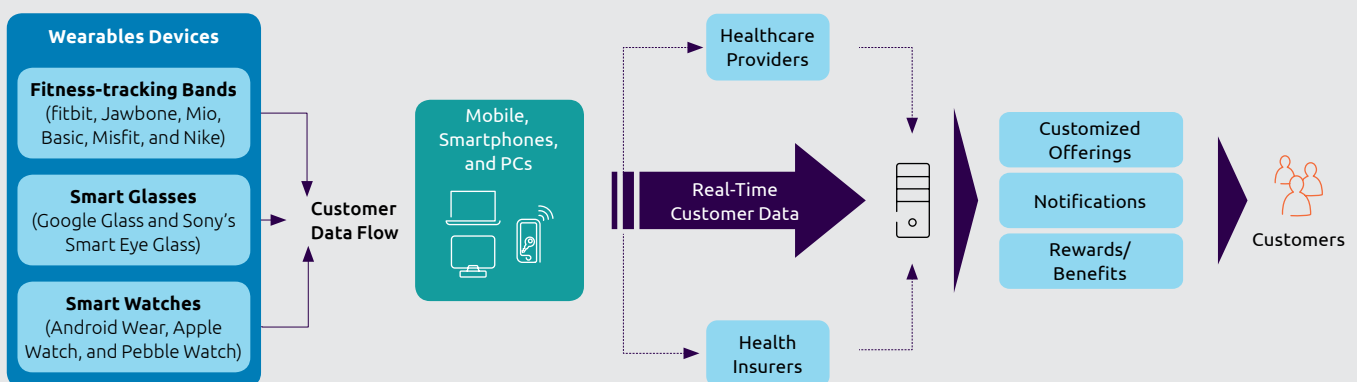 Wearables Devices
Fitness-tracking Bands
(fitbit, Jawbone, Mio,
Basic, Misfit, and Nike)
Smart Glasses
(Google Glass and Sony’s
Smart Eye Glass)
Smart Watches
(Android Wear, Apple
Watch, and Pebble Watch)
Customer
Data Flow
Mobile,
Smartphones,
and PCs
Healthcare
Providers
Real-Time
Customer Data
Health
Insurers
Customized
Offerings
Notifications
Rewards/
Benefits
Customers